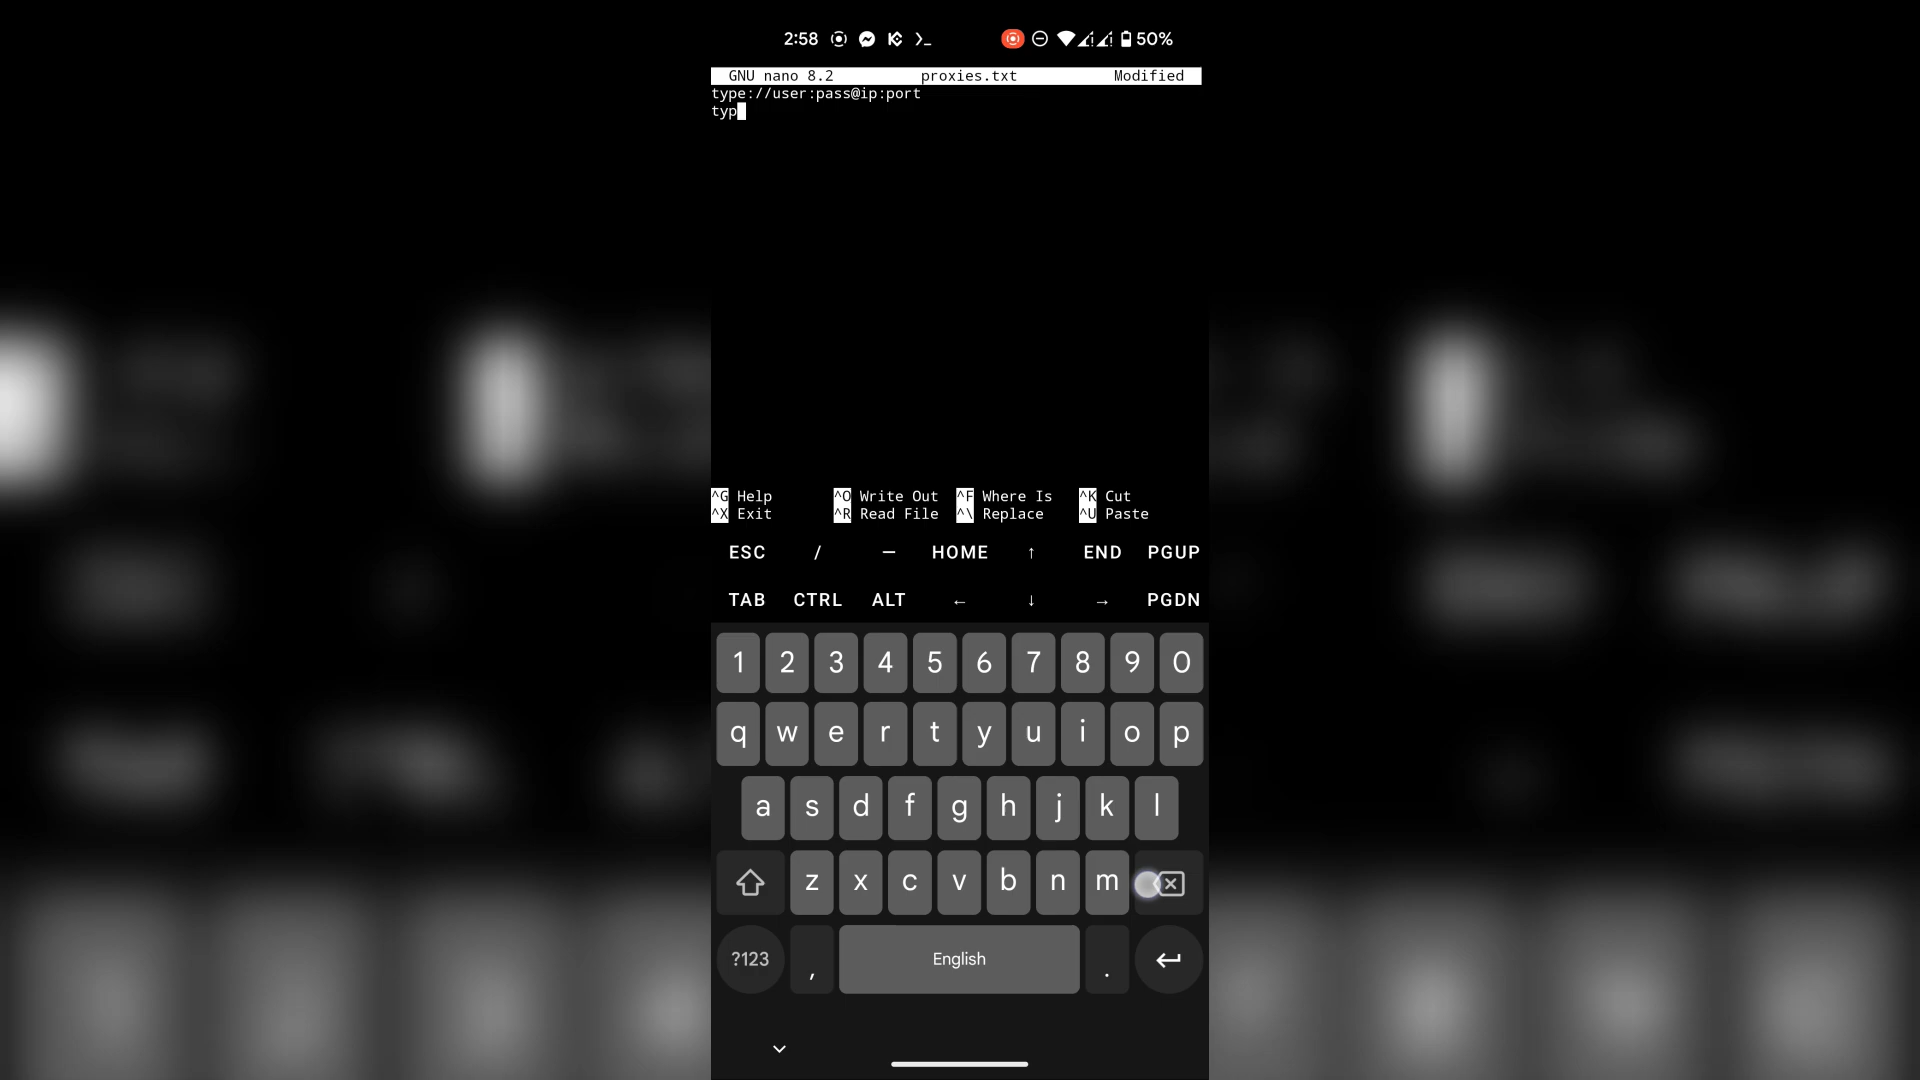 2:58 50%
GNU nano 8.2 proxies.txt Modified
type://user:pass@ip:port
typ
^G Help ^O Write Out ^F Where Is ^K Cut
^X Exit ^R Read File ^\ Replace ^U Paste
ESC / — HOME ↑ END PGUP
TAB CTRL ALT ← ↓ → PGDN
1 2 3 4 5 6 7 8 9 0
q w e r t y u i o p
a s d f g h j k l
z x c v b n m
?123 , English .